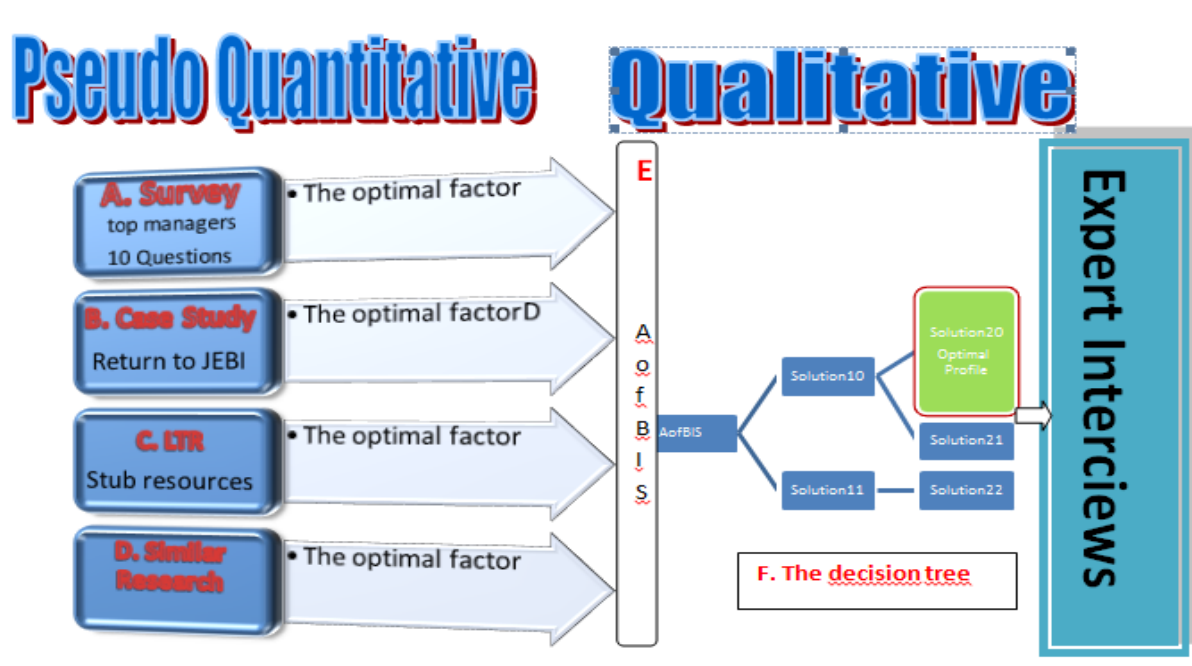 Pseudo Quantitative
Qualitative
A. Survey
top managers
10 Questions
• The optimal factor
B. Case Study
Return to JEBI
• The optimal factorD
C. LTR
Stub resources
• The optimal factor
D. Similar
Research
• The optimal factor
E
A
o
f
B
I
S
AofBIS
Solution10
Solution11
Solution20
Optimal
Profile
Solution21
Solution22
F. The decision tree
Expert Interciews